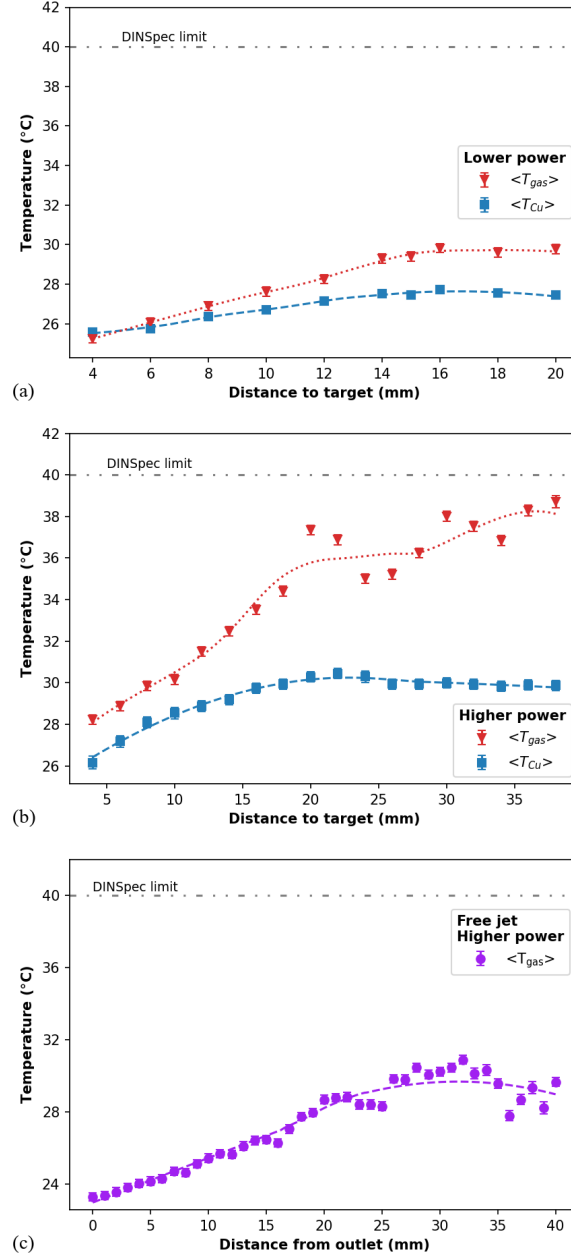 42
40
38
36
34
32
30
28
26
Temperature (°C)
DINSpec limit
Lower power
<T_gas>
<T_Cu>
4 6 8 10 12 14 16 18 20
Distance to target (mm)
(a)
42
40
38
36
34
32
30
28
26
Temperature (°C)
DINSpec limit
Higher power
<T_gas>
<T_Cu>
5 10 15 20 25 30 35
Distance to target (mm)
(b)
40
36
32
28
24
Temperature (°C)
DINSpec limit
Free jet
Higher power
<T_gas>
0 5 10 15 20 25 30 35 40
Distance from outlet (mm)
(c)